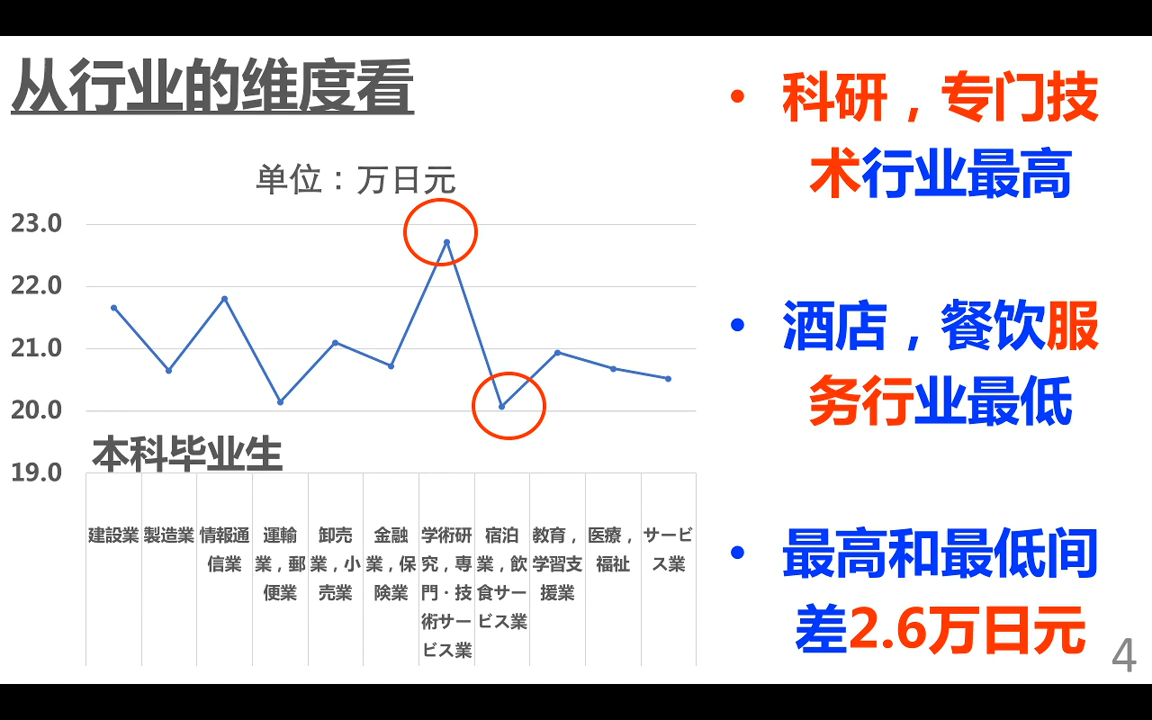 从行业的维度看
单位：万日元
23.0
22.0
21.0
20.0
19.0
本科毕业生
建設業
製造業
情報通
信業
運輸
業，郵
便業
卸売
業，小
売業
金融
業，保
険業
学術研
究，専
門・技
術サー
ビス業
宿泊
業，飲
食サー
ビス業
教育，
学習支
援業
医療，
福祉
サービ
ス業
• 科研，专门技
术行业最高
• 酒店，餐饮服
务行业最低
• 最高和最低间
差2.6万日元
4